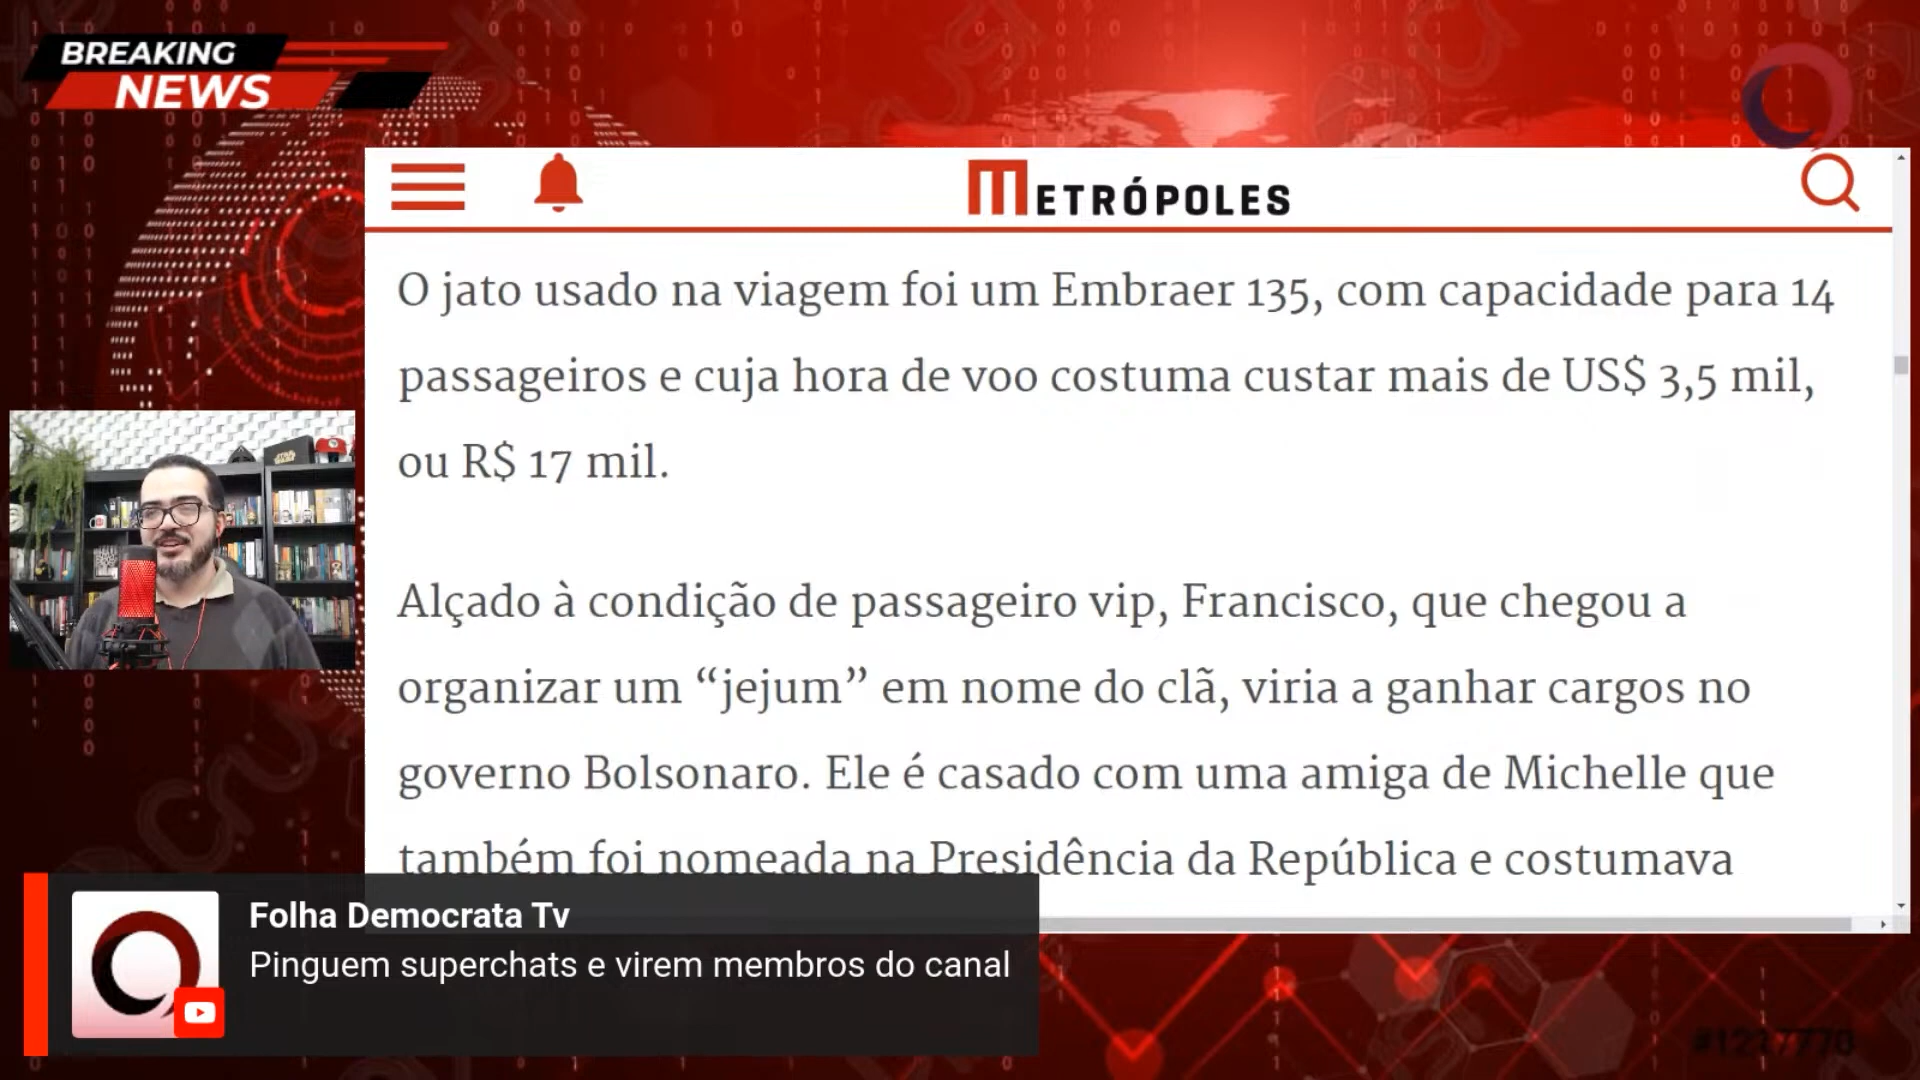 BREAKING
NEWS
METRÓPOLES
O jato usado na viagem foi um Embraer 135, com capacidade para 14
passageiros e cuja hora de voo costuma custar mais de US$ 3,5 mil,
ou R$ 17 mil.
Alçado à condição de passageiro vip, Francisco, que chegou a
organizar um “jejum” em nome do clã, viria a ganhar cargos no
governo Bolsonaro. Ele é casado com uma amiga de Michelle que
também foi nomeada na Presidência da República e costumava
Folha Democrata Tv
Pinguem superchats e virem membros do canal